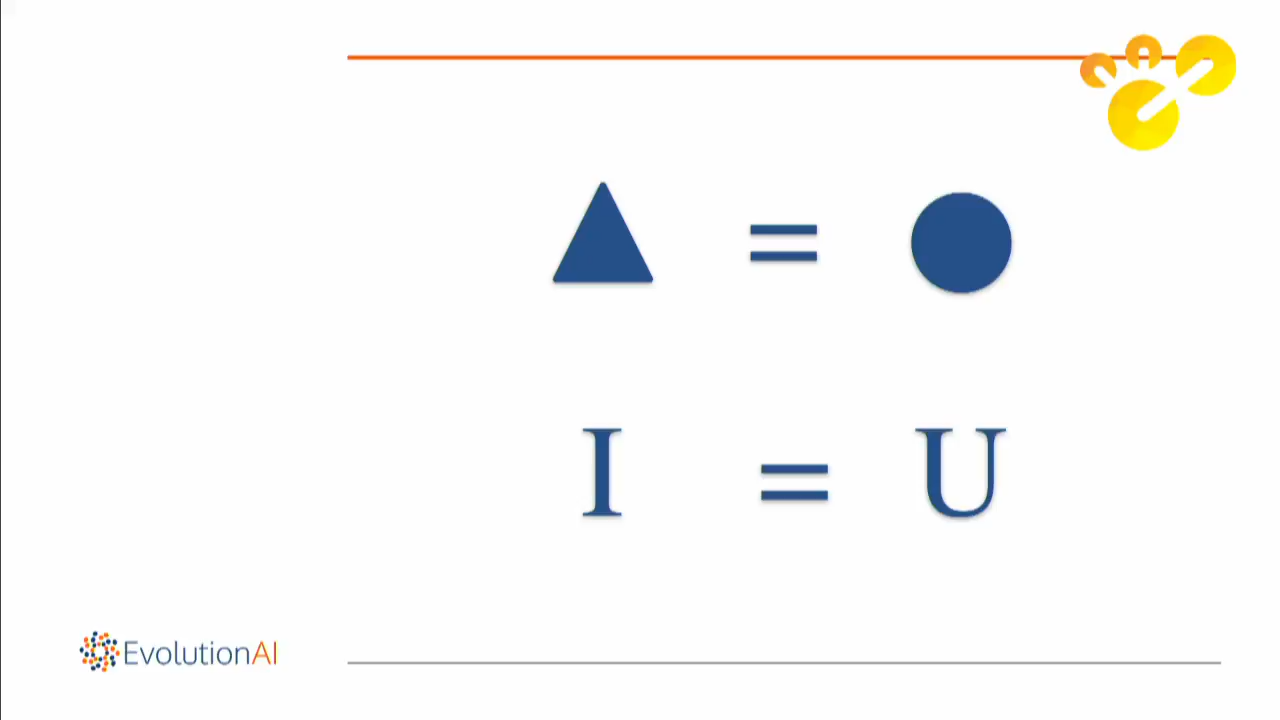 =
I = U
EvolutionAI